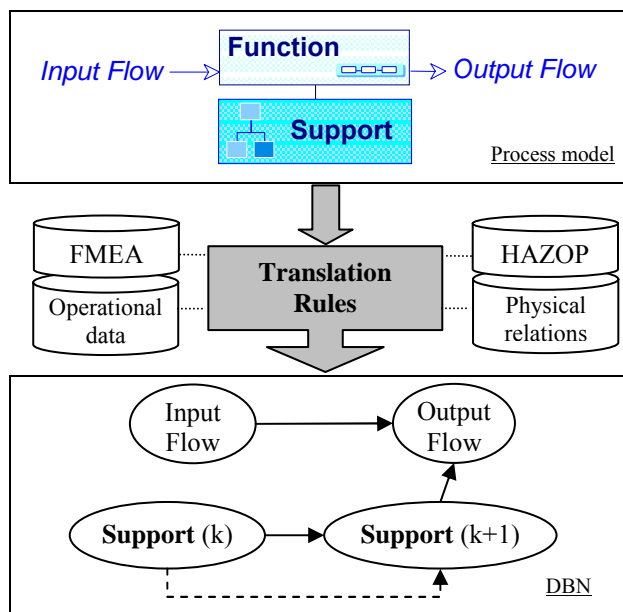 Function
Input Flow
Output Flow
Support
Process model
FMEA
HAZOP
Translation
Rules
Operational
data
Physical
relations
Input
Flow
Output
Flow
Support (k)
Support (k+1)
DBN